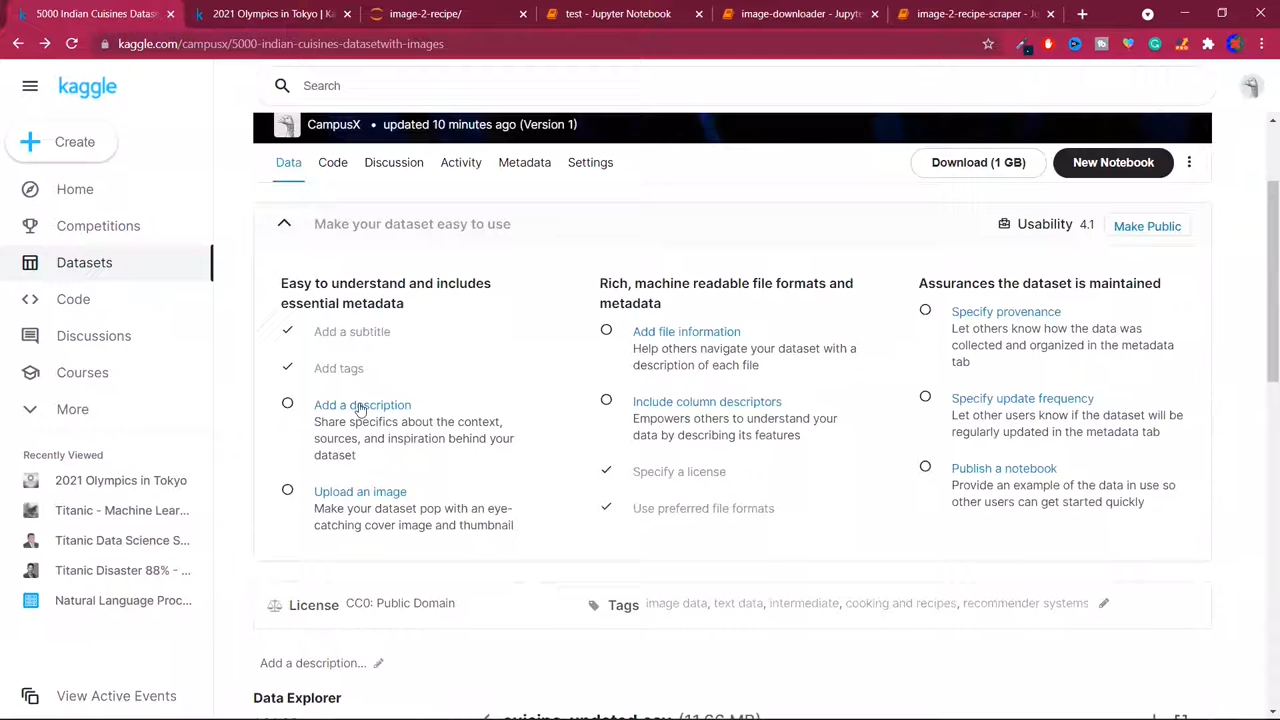 5000 Indian Cuisines Datase
2021 Olympics in Tokyo | Ka
image-2-recipe/
test - Jupyter Notebook
image-downloader - Jupyte
image-2-recipe-scraper - Ju
kaggle.com/campusx/5000-indian-cuisines-datasetwith-images
kaggle
Search
Create
Home
Competitions
Datasets
Code
Discussions
Courses
More
Recently Viewed
2021 Olympics in Tokyo
Titanic - Machine Lear...
Titanic Data Science S...
Titanic Disaster 88% - ...
Natural Language Proc...
View Active Events
CampusX • updated 10 minutes ago (Version 1)
Data Code Discussion Activity Metadata Settings
Download (1 GB) New Notebook
Make your dataset easy to use
Usability 4.1 Make Public
Easy to understand and includes
essential metadata
Add a subtitle
Add tags
Add a description
Share specifics about the context,
sources, and inspiration behind your
dataset
Upload an image
Make your dataset pop with an eye-
catching cover image and thumbnail
Rich, machine readable file formats and
metadata
Add file information
Help others navigate your dataset with a
description of each file
Include column descriptors
Empowers others to understand your
data by describing its features
Specify a license
Use preferred file formats
Assurances the dataset is maintained
Specify provenance
Let others know how the data was
collected and organized in the metadata
tab
Specify update frequency
Let other users know if the dataset will be
regularly updated in the metadata tab
Publish a notebook
Provide an example of the data in use so
other users can get started quickly
License CC0: Public Domain
Tags image data, text data, intermediate, cooking and recipes, recommender systems
Add a description...
Data Explorer
cuisine_updated.csv (11.66 MB)